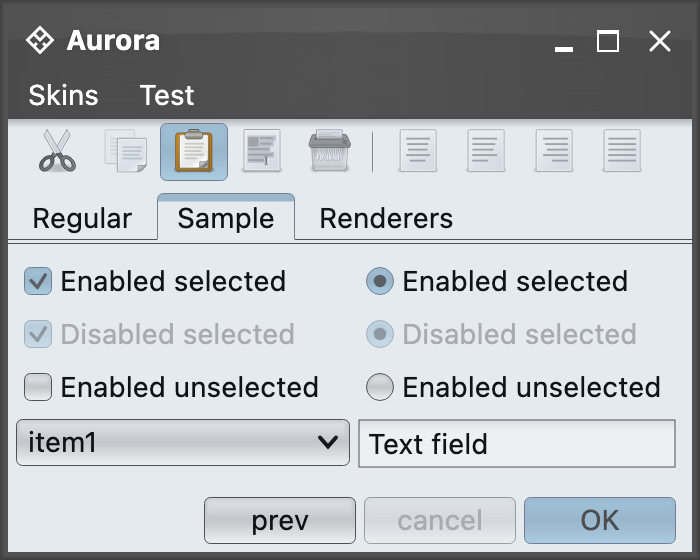 Aurora
Skins Test
Regular Sample Renderers
Enabled selected Enabled selected
Disabled selected Disabled selected
Enabled unselected Enabled unselected
item1 Text field
prev cancel OK